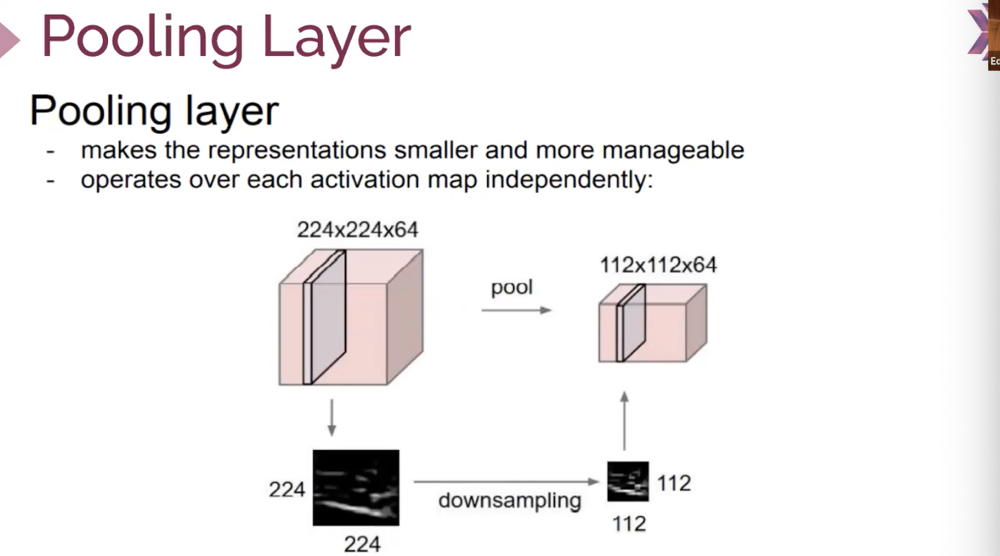 Pooling Layer
Pooling layer
- makes the representations smaller and more manageable
- operates over each activation map independently:
224x224x64
112x112x64
pool
224
downsampling
112
224
112